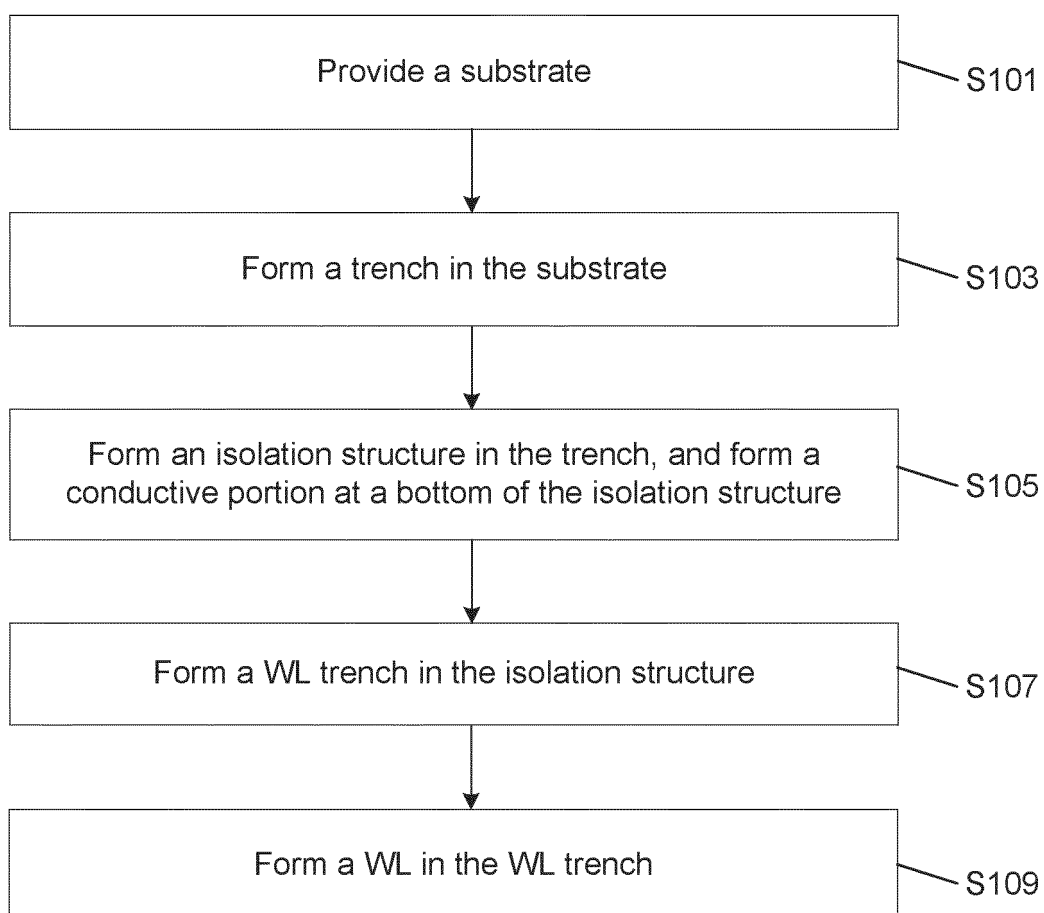 Provide a substrate
S101
Form a trench in the substrate
S103
Form an isolation structure in the trench, and form a
conductive portion at a bottom of the isolation structure
S105
Form a WL trench in the isolation structure
S107
Form a WL in the WL trench
S109